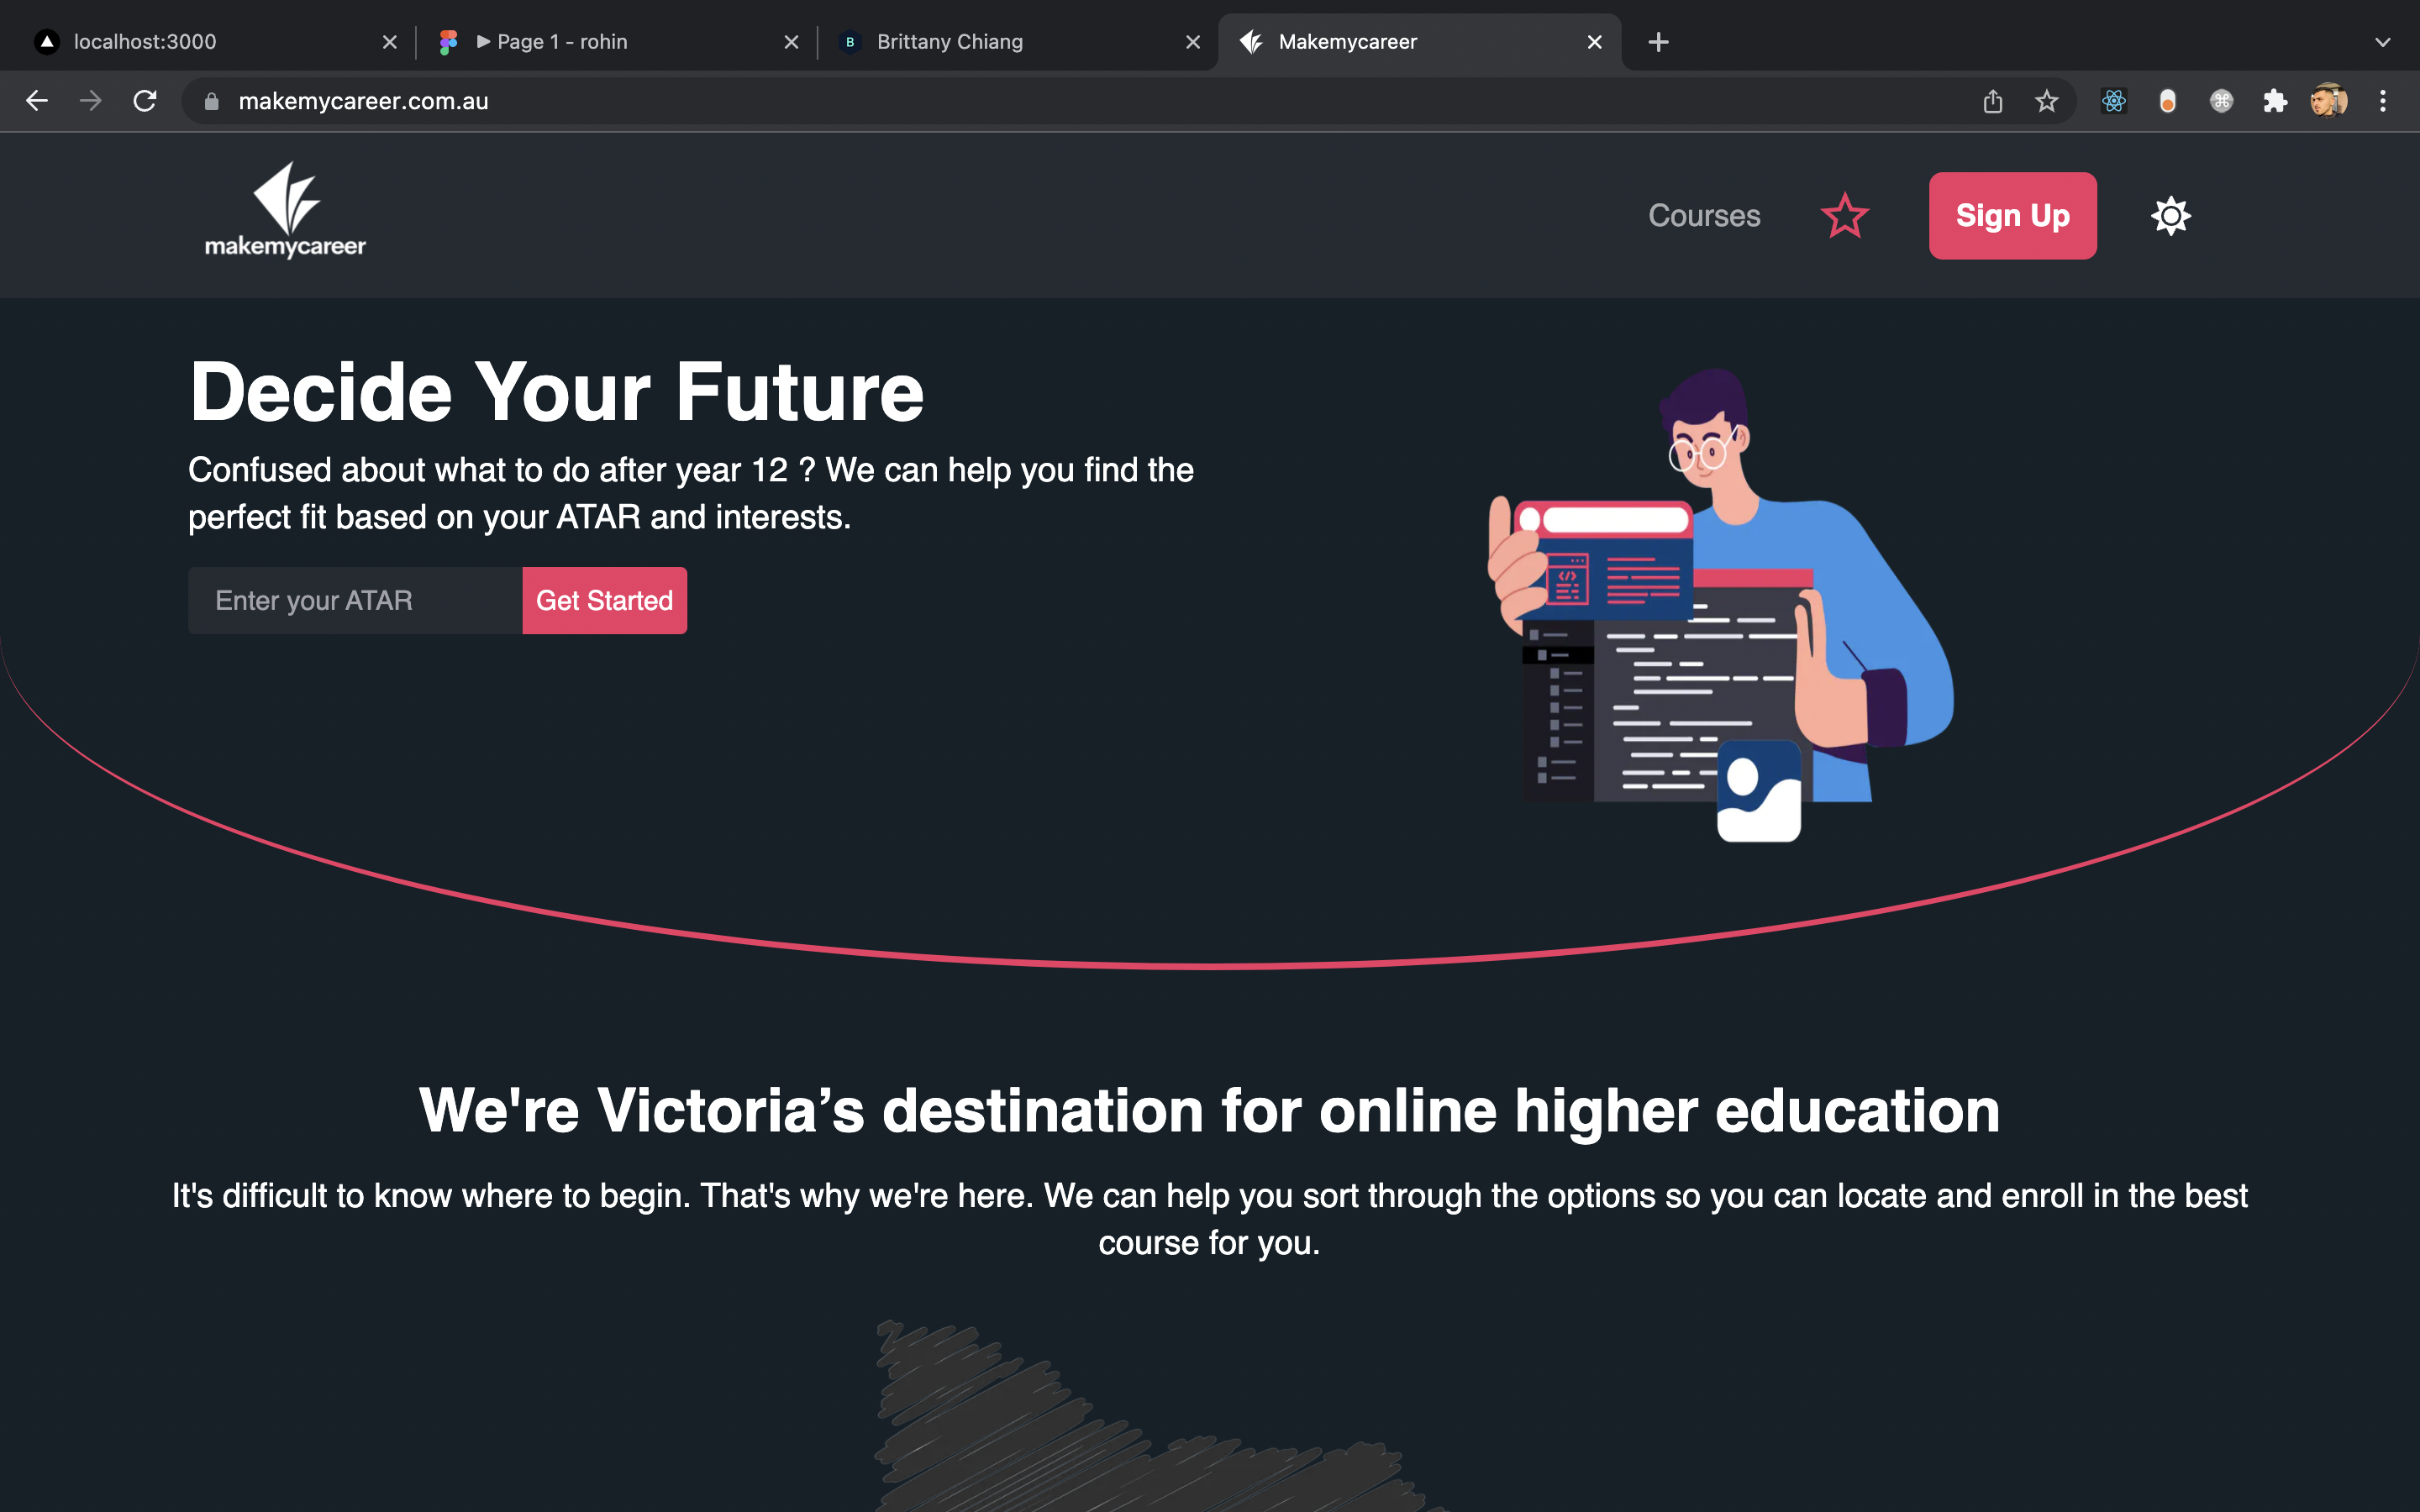 localhost:3000
Page 1 - rohin
Brittany Chiang
Makemycareer
makemycareer.com.au
makemycareer
Courses
Sign Up
Decide Your Future
Confused about what to do after year 12 ? We can help you find the
perfect fit based on your ATAR and interests.
Enter your ATAR
Get Started
We're Victoria’s destination for online higher education
It's difficult to know where to begin. That's why we're here. We can help you sort through the options so you can locate and enroll in the best
course for you.